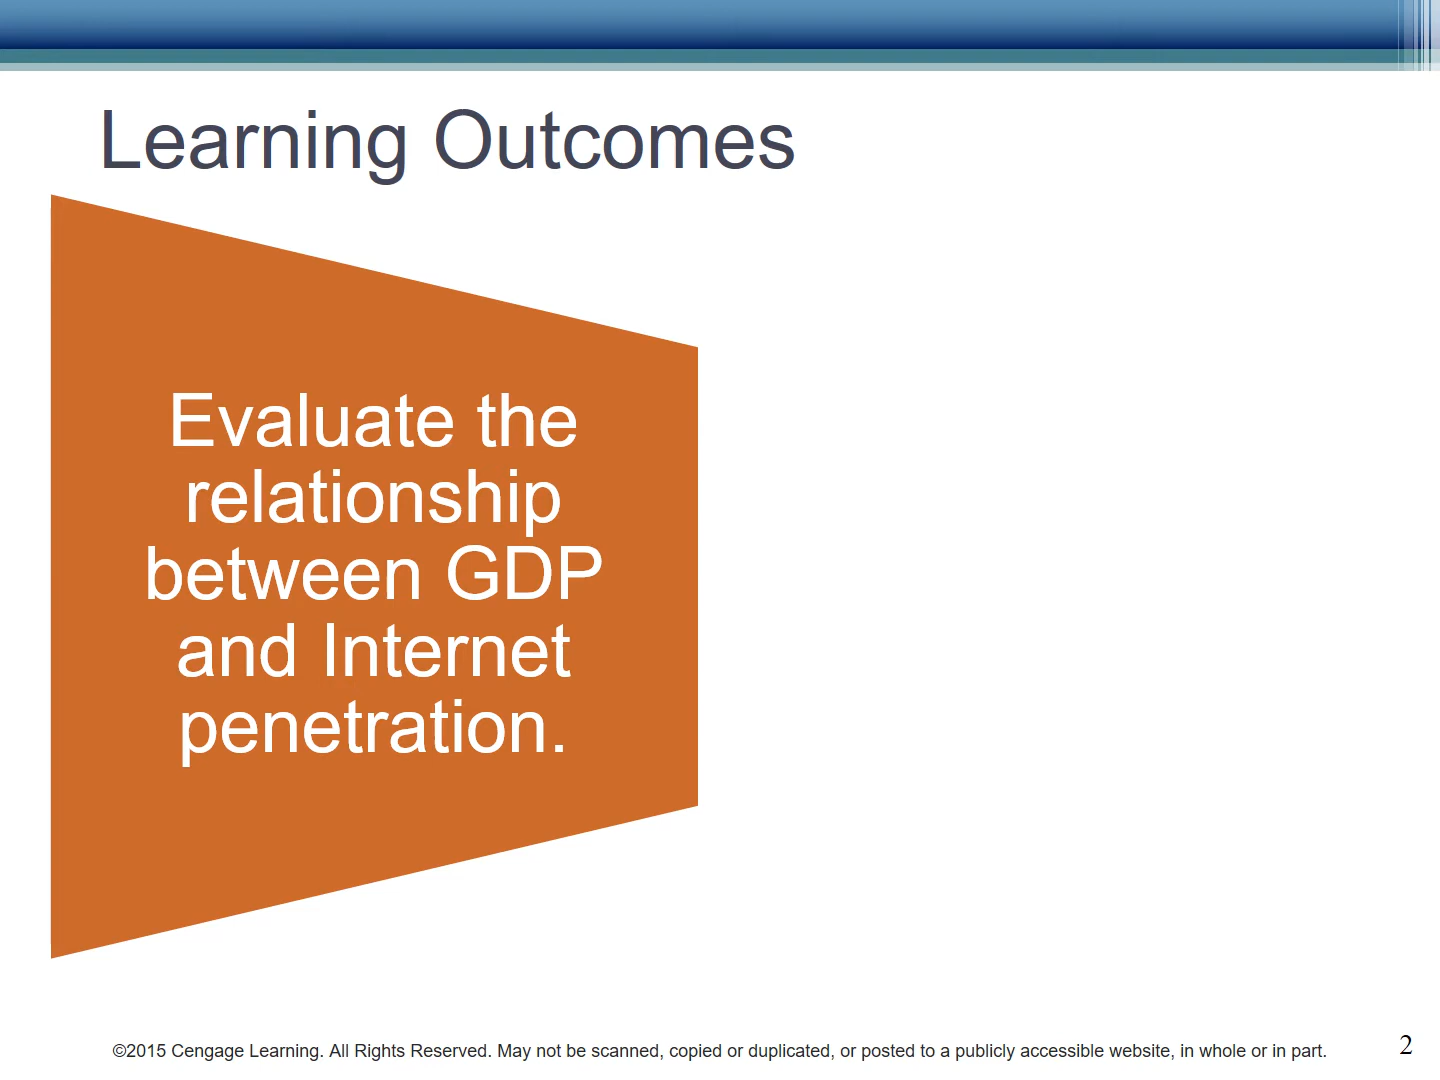 Learning Outcomes
Evaluate the
relationship
between GDP
and Internet
penetration.
©2015 Cengage Learning. All Rights Reserved. May not be scanned, copied or duplicated, or posted to a publicly accessible website, in whole or in part.
2